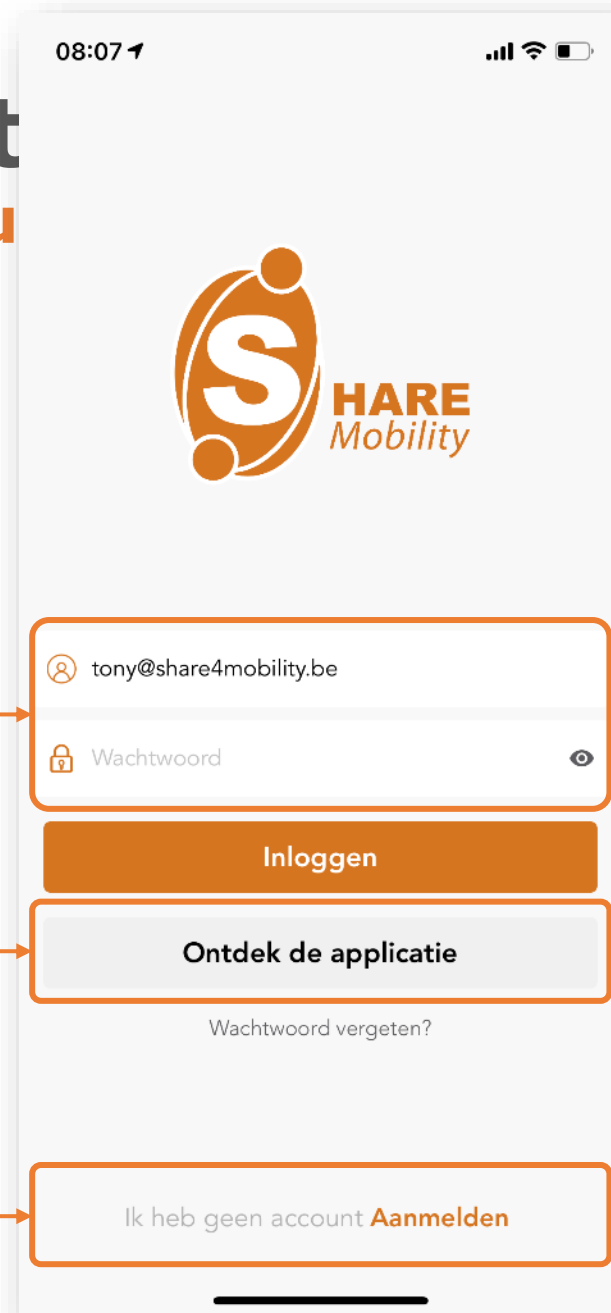 08:07
t
u
S
HARE
Mobility
tony@share4mobility.be
Wachtwoord
Inloggen
Ontdek de applicatie
Wachtwoord vergeten?
Ik heb geen account Aanmelden